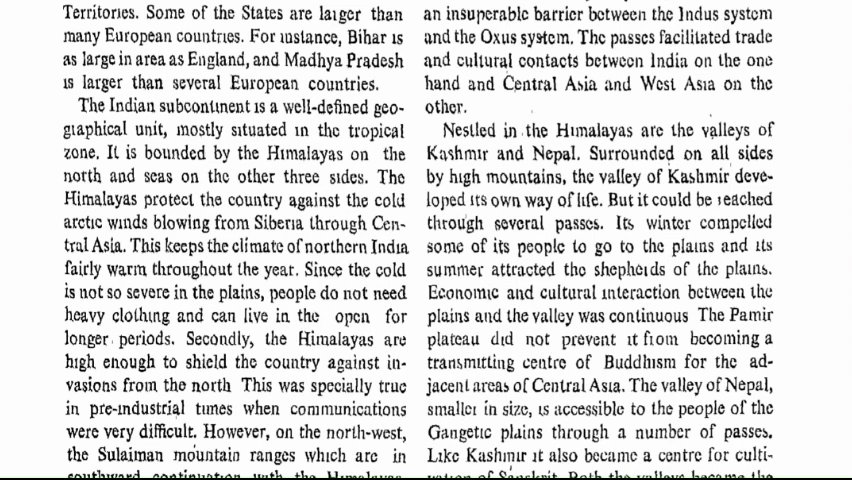 Territories. Some of the States are larger than
many European countries. For instance, Bihar is
as large in area as England, and Madhya Pradesh
is larger than several European countries.
The Indian subcontinent is a well-defined geo-
graphical unit, mostly situated in the tropical
zone. It is bounded by the Himalayas on the
north and seas on the other three sides. The
Himalayas protect the country against the cold
arctic winds blowing from Siberia through Cen-
tral Asia. This keeps the climate of northern India
fairly warm throughout the year. Since the cold
is not so severe in the plains, people do not need
heavy clothing and can live in the open for
longer periods. Secondly, the Himalayas are
high enough to shield the country against in-
vasions from the north This was specially true
in pre-industrial times when communications
were very difficult. However, on the north-west,
the Sulaiman mountain ranges which are in
southward continuation with the Himalayas
an insuperable barrier between the Indus system
and the Oxus system. The passes facilitated trade
and cultural contacts between India on the one
hand and Central Asia and West Asia on the
other.
Nestled in the Himalayas are the valleys of
Kashmir and Nepal. Surrounded on all sides
by high mountains, the valley of Kashmir deve-
loped its own way of life. But it could be reached
through several passes. Its winter compelled
some of its people to go to the plains and its
summer attracted the shepherds of the plains.
Economic and cultural interaction between the
plains and the valley was continuous The Pamir
plateau did not prevent it from becoming a
transmitting centre of Buddhism for the ad-
jacent areas of Central Asia. The valley of Nepal,
smaller in size, is accessible to the people of the
Gangetic plains through a number of passes.
Like Kashmir it also became a centre for culti-
vation of Sanskrit. Both the valleys became the